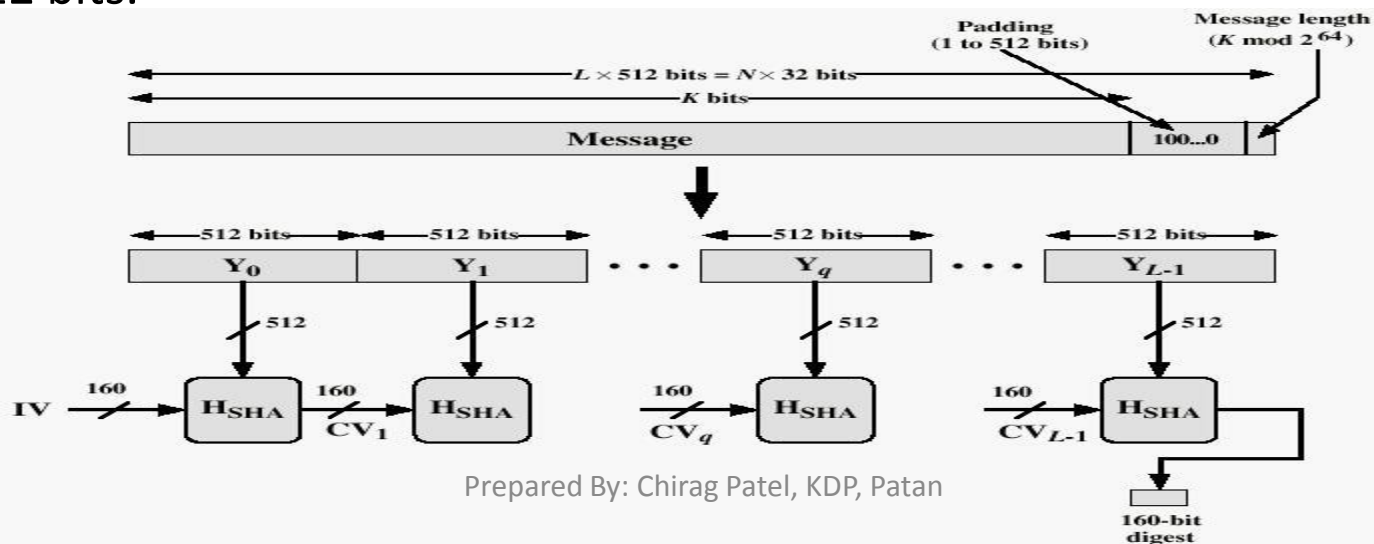 bits.
Padding
(1 to 512 bits)
Message length
(K mod 2^64)
L × 512 bits = N × 32 bits
K bits
Message
100...0
512 bits 512 bits 512 bits 512 bits
Y0 Y1 • • • Yq • • • YL-1
512 512 512 512
IV 160 HSHA 160 CV1 HSHA 160 CVq HSHA 160 CVL-1 HSHA
Prepared By: Chirag Patel, KDP, Patan
160-bit
digest